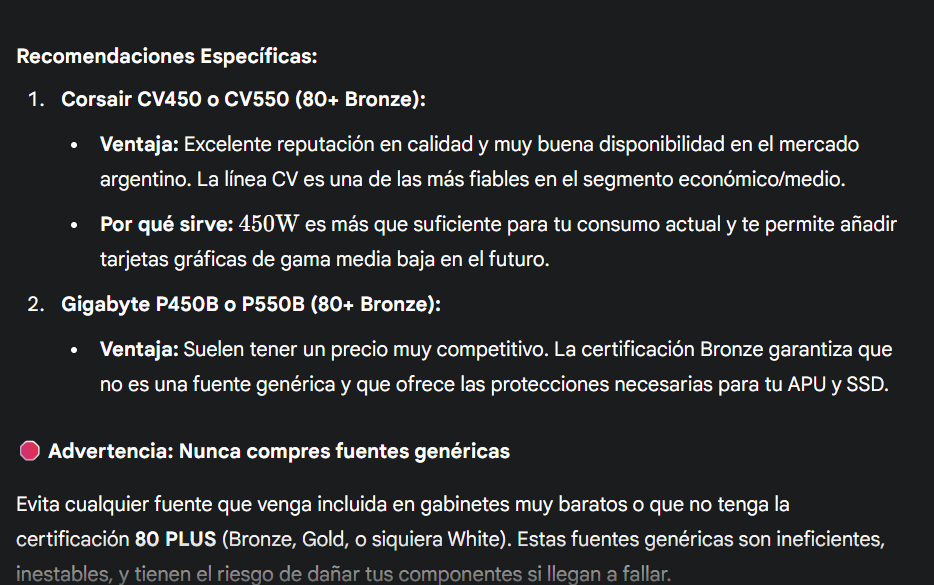 Recomendaciones Específicas:
1. Corsair CV450 o CV550 (80+ Bronze):
• Ventaja: Excelente reputación en calidad y muy buena disponibilidad en el mercado
argentino. La línea CV es una de las más fiables en el segmento económico/medio.
• Por qué sirve: 450W es más que suficiente para tu consumo actual y te permite añadir
tarjetas gráficas de gama media baja en el futuro.
2. Gigabyte P450B o P550B (80+ Bronze):
• Ventaja: Suelen tener un precio muy competitivo. La certificación Bronze garantiza que
no es una fuente genérica y que ofrece las protecciones necesarias para tu APU y SSD.
Advertencia: Nunca compres fuentes genéricas
Evita cualquier fuente que venga incluida en gabinetes muy baratos o que no tenga la
certificación 80 PLUS (Bronze, Gold, o siquiera White). Estas fuentes genéricas son ineficientes,
inestables, y tienen el riesgo de dañar tus componentes si llegan a fallar.